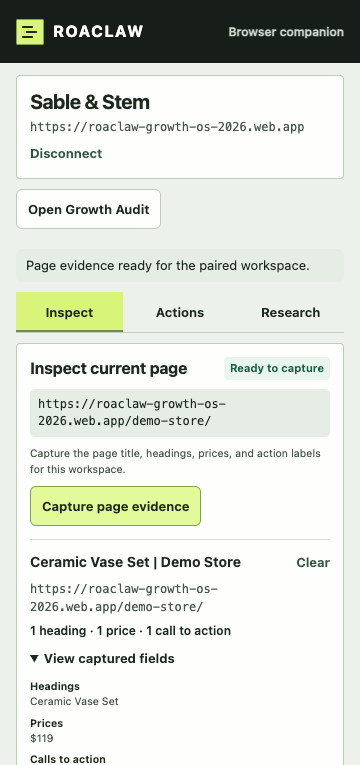 ROACLAW
Browser companion
Sable & Stem
https://roaclaw-growth-os-2026.web.app
Disconnect
Open Growth Audit
Page evidence ready for the paired workspace.
Inspect
Actions
Research
Inspect current page
Ready to capture
https://roaclaw-growth-os-
2026.web.app/demo-store/
Capture the page title, headings, prices, and action labels
for this workspace.
Capture page evidence
Ceramic Vase Set | Demo Store
Clear
https://roaclaw-growth-os-
2026.web.app/demo-store/
1 heading · 1 price · 1 call to action
▼ View captured fields
Headings
Ceramic Vase Set
Prices
$119
Calls to action